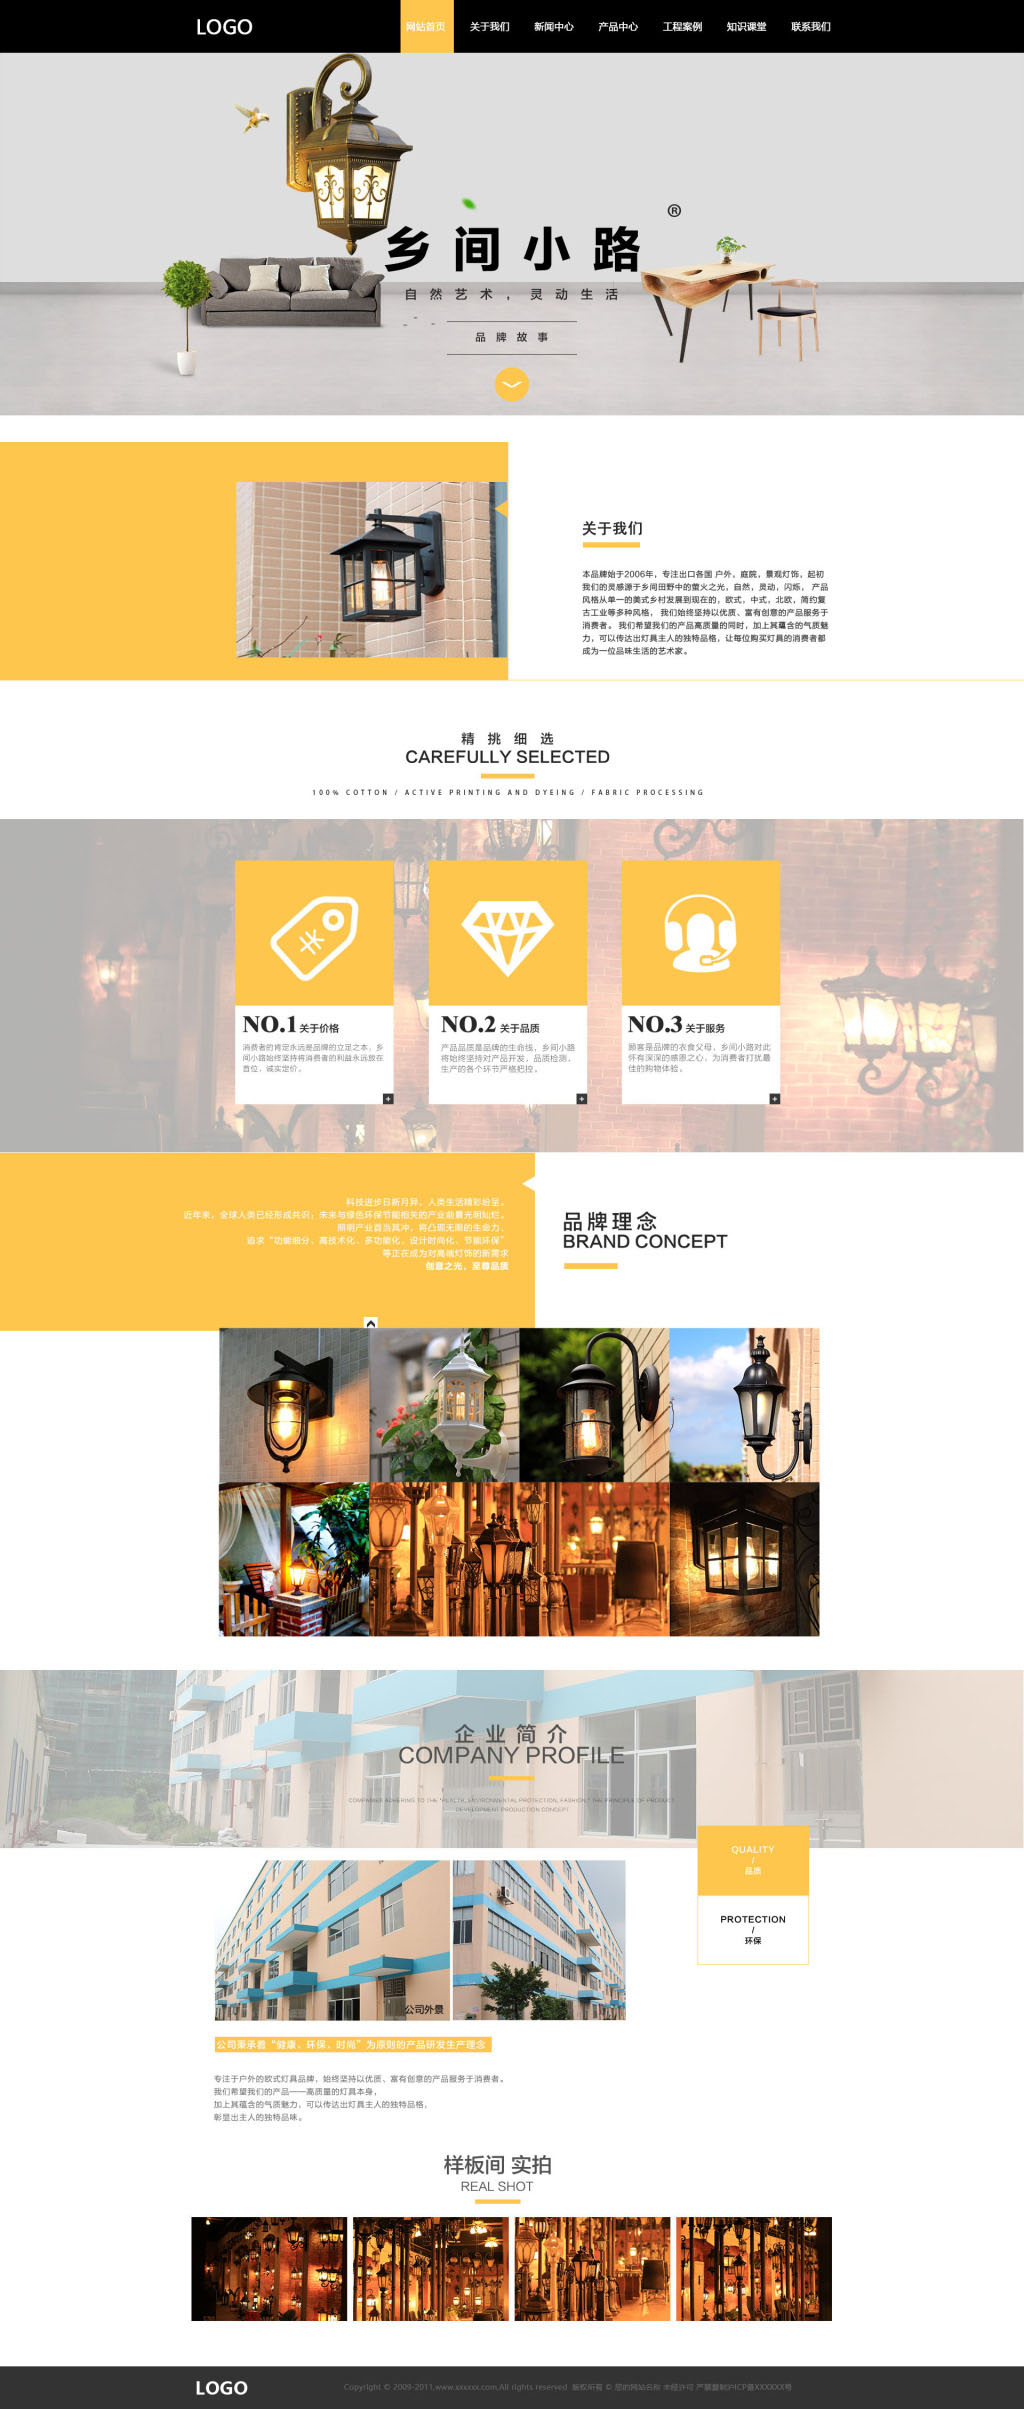 LOGO
网站首页 关于我们 新闻中心 产品中心 工程案例 知识课堂 联系我们
®
乡间小路
自然艺术，灵动生活
品牌故事
关于我们
本品牌始于2006年，专注出口各国 户外，庭院，景观灯饰，起初
我们的灵感源于乡间田野中的萤火之光，自然，灵动，闪烁， 产品
风格从单一的美式乡村发展到现在的，欧式，中式，北欧，简约复
古工业等多种风格， 我们始终坚持以优质、富有创意的产品服务于
消费者。 我们希望我们的产品高质量的同时，加上其蕴含的气质魅
力，可以传达出灯具主人的独特品格，让每位购买灯具的消费者都
成为一位品味生活的艺术家。
精挑细选
CAREFULLY SELECTED
100% COTTON / ACTIVE PRINTING AND DYEING / FABRIC PROCESSING
NO.1 关于价格
消费者的肯定永远是品牌的立足之本，乡
间小路始终坚持将消费者的利益永远放在
首位，诚实定价。
NO.2 关于品质
产品品质是品牌的生命线，乡间小路
将始终坚持对产品开发，品质检测，
生产的各个环节严格把控。
NO.3 关于服务
顾客是品牌的衣食父母，乡间小路对此
怀有深深的感恩之心，为消费者打扰最
佳的购物体验。
科技进步日新月异，人类生活精彩纷呈。
近年来，全球人类已经形成共识：未来与绿色环保节能相关的产业前景光明灿烂。
照明产业首当其冲，将凸现无限的生命力、
追求“功能细分、高技术化、多功能化、设计时尚化、节能环保”
等正在成为对高端灯饰的新需求
创意之光，至尊品质
品牌理念
BRAND CONCEPT
企业简介
COMPANY PROFILE
COMPANIES ADHERING TO THE "HEALTH, ENVIRONMENTAL PROTECTION, FASHION," THE PRINCIPLE OF PRODUCT
DEVELOPMENT PRODUCTION CONCEPT
QUALITY
/
品质
PROTECTION
/
环保
公司外景
公司秉承着“健康、环保、时尚”为原则的产品研发生产理念
专注于户外的欧式灯具品牌，始终坚持以优质、富有创意的产品服务于消费者。
我们希望我们的产品——高质量的灯具本身，
加上其蕴含的气质魅力，可以传达出灯具主人的独特品格，
彰显出主人的独特品味。
样板间 实拍
REAL SHOT
LOGO
Copyright © 2009-2011,www.xxxxxx.com,All rights reserved 版权所有 © 您的网站名称 未经许可 严禁复制沪ICP备XXXXXX号